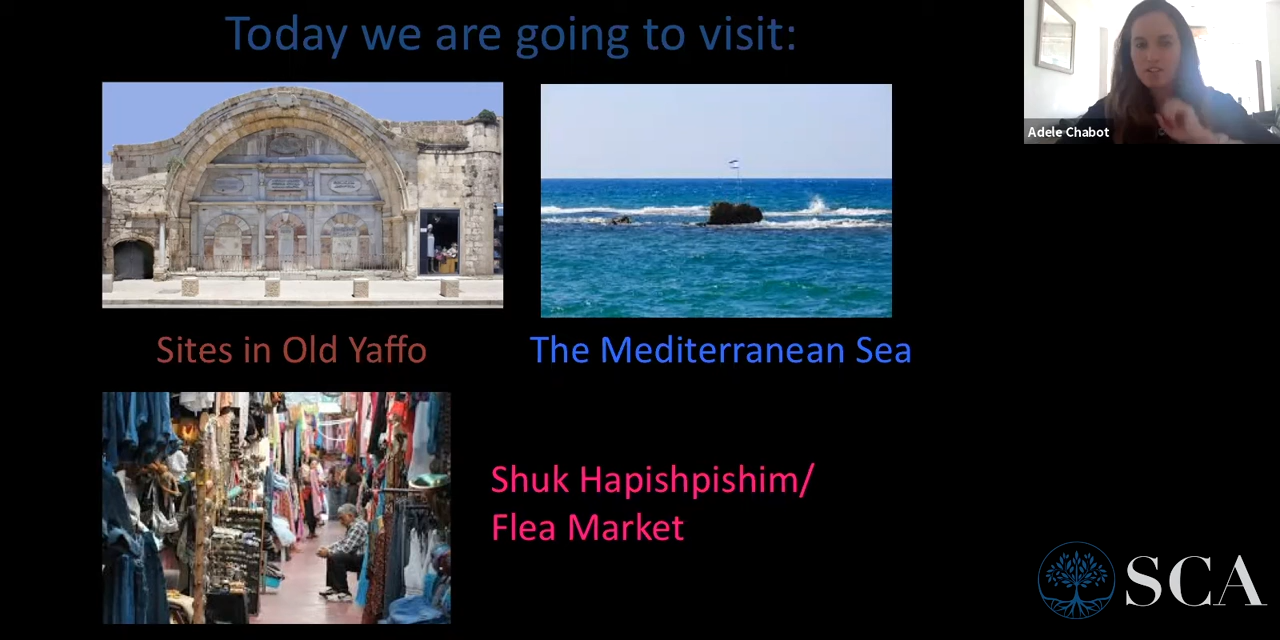 Today we are going to visit:
Adele Chabot
Sites in Old Yaffo
The Mediterranean Sea
Shuk Hapishpishim/
Flea Market
SCA